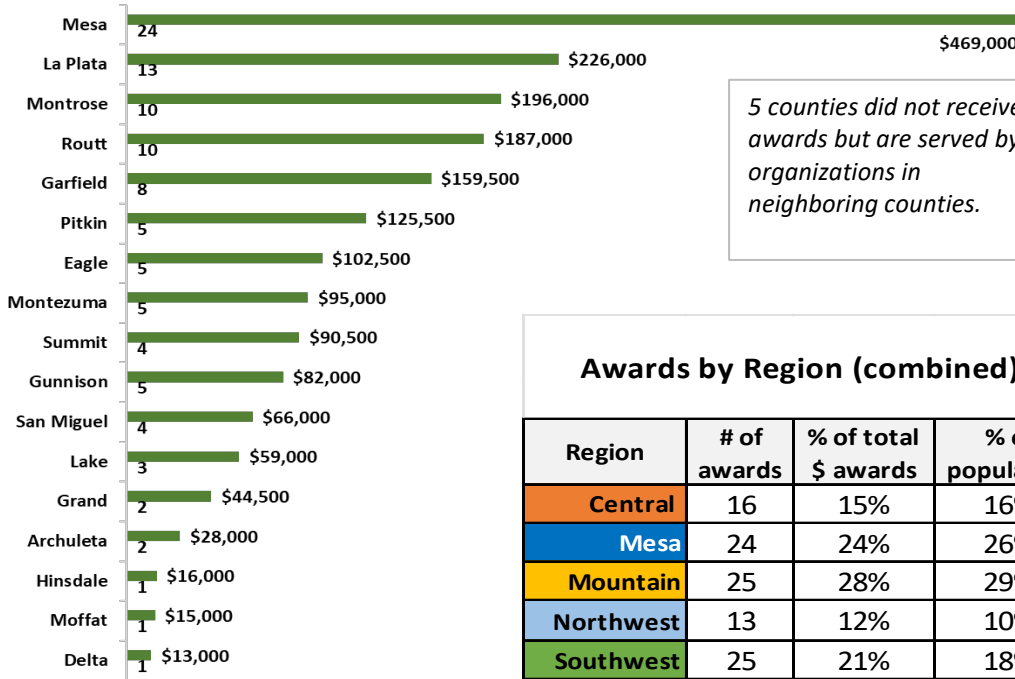 Mesa
24
$469,000
La Plata
13
$226,000
Montrose
10
$196,000
Routt
10
$187,000
Garfield
8
$159,500
Pitkin
5
$125,500
Eagle
5
$102,500
Montezuma
5
$95,000
Summit
4
$90,500
Gunnison
5
$82,000
San Miguel
4
$66,000
Lake
3
$59,000
Grand
2
$44,500
Archuleta
2
$28,000
Hinsdale
1
$16,000
Moffat
1
$15,000
Delta
1
$13,000
5 counties did not receive
awards but are served by
organizations in
neighboring counties.
Awards by Region (combined)
Region # of awards % of total $ awards %
Central 16 15% 16
Mesa 24 24% 26
Mountain 25 28% 29
Northwest 13 12% 10
Southwest 25 21% 18